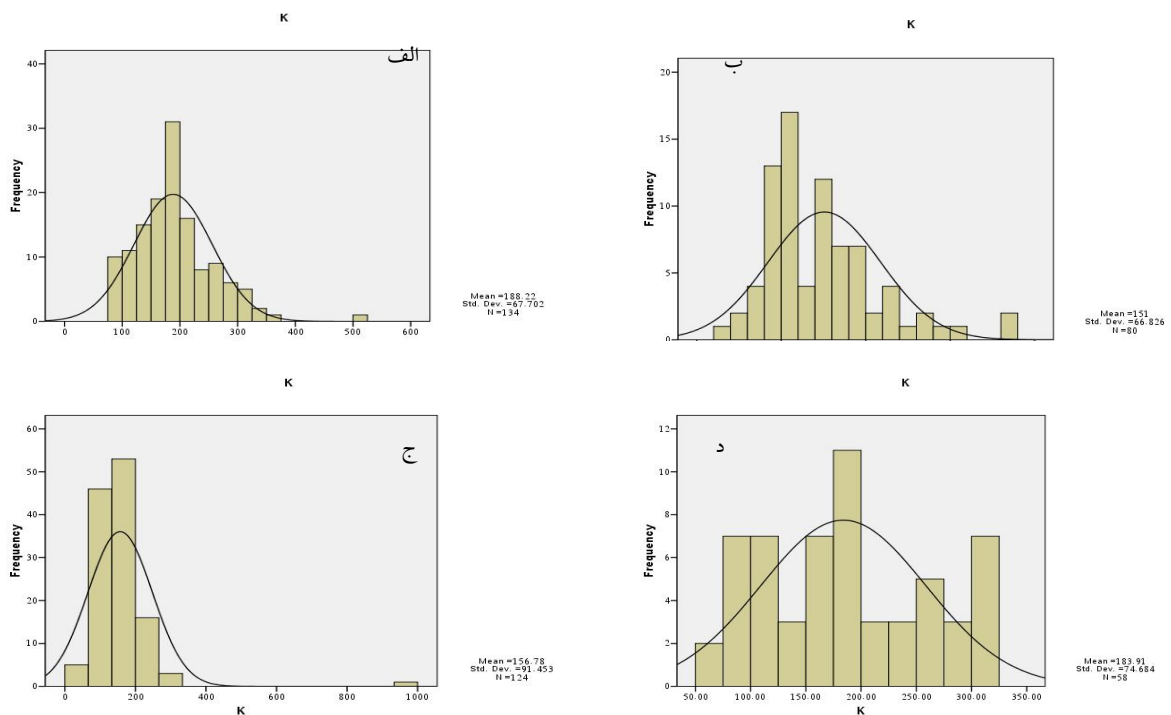 K
الف
40
30
20
10
0
Frequency
0 100 200 300 400 500 600
Mean =188.22
Std. Dev. =67.702
N =134
K
ب
20
15
10
5
0
Frequency
Mean =151
Std. Dev. =66.826
N =80
K
ج
60
50
40
30
20
10
0
Frequency
0 200 400 600 800 1000
K
Mean =156.78
Std. Dev. =91.453
N =124
K
د
12
10
8
6
4
2
0
Frequency
50.00 100.00 150.00 200.00 250.00 300.00 350.00
K
Mean =183.91
Std. Dev. =74.684
N =58